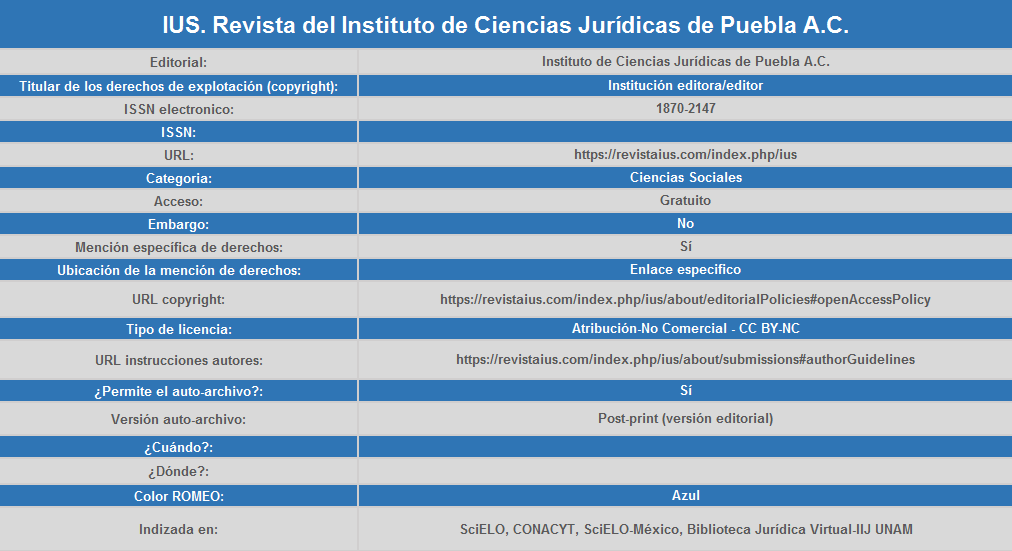 IUS. Revista del Instituto de Ciencias Jurídicas de Puebla A.C.
Editorial: Instituto de Ciencias Jurídicas de Puebla A.C.
Titular de los derechos de explotación (copyright): Institución editora/editor
ISSN electronico: 1870-2147
ISSN:
URL: https://revistaius.com/index.php/ius
Categoria: Ciencias Sociales
Acceso: Gratuito
Embargo: No
Mención específica de derechos: Sí
Ubicación de la mención de derechos: Enlace especifico
URL copyright: https://revistaius.com/index.php/ius/about/editorialPolicies#openAccessPolicy
Tipo de licencia: Atribución-No Comercial - CC BY-NC
URL instrucciones autores: https://revistaius.com/index.php/ius/about/submissions#authorGuidelines
¿Permite el auto-archivo?: Sí
Versión auto-archivo: Post-print (versión editorial)
¿Cuándo?:
¿Dónde?:
Color ROMEO: Azul
Indizada en: SciELO, CONACYT, SciELO-México, Biblioteca Jurídica Virtual-IIJ UNAM